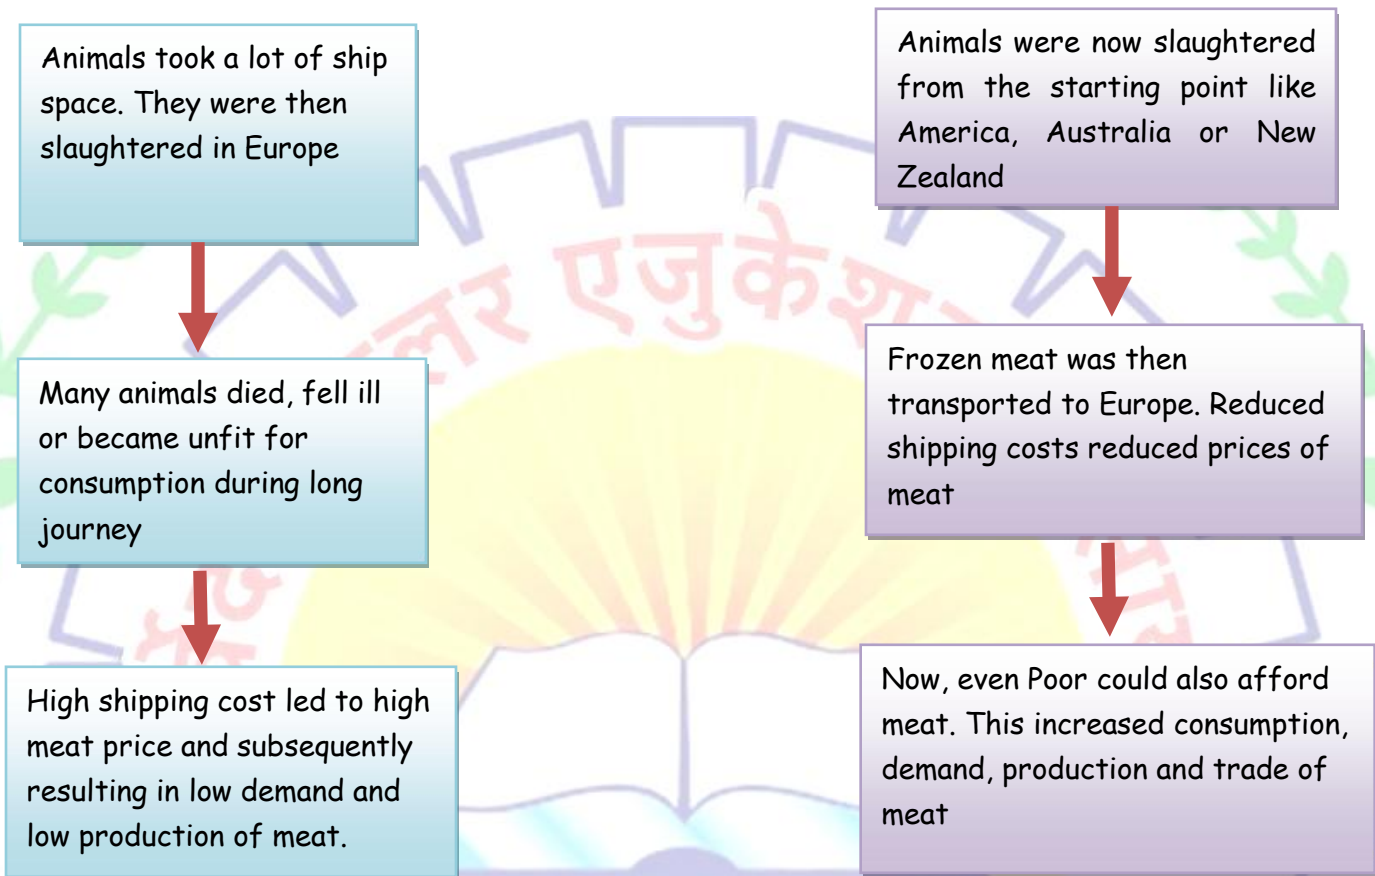 Animals took a lot of ship
space. They were then
slaughtered in Europe
Many animals died, fell ill
or became unfit for
consumption during long
journey
High shipping cost led to high
meat price and subsequently
resulting in low demand and
low production of meat.
Animals were now slaughtered
from the starting point like
America, Australia or New
Zealand
Frozen meat was then
transported to Europe. Reduced
shipping costs reduced prices of
meat
Now, even Poor could also afford
meat. This increased consumption,
demand, production and trade of
meat
एजुकेशन